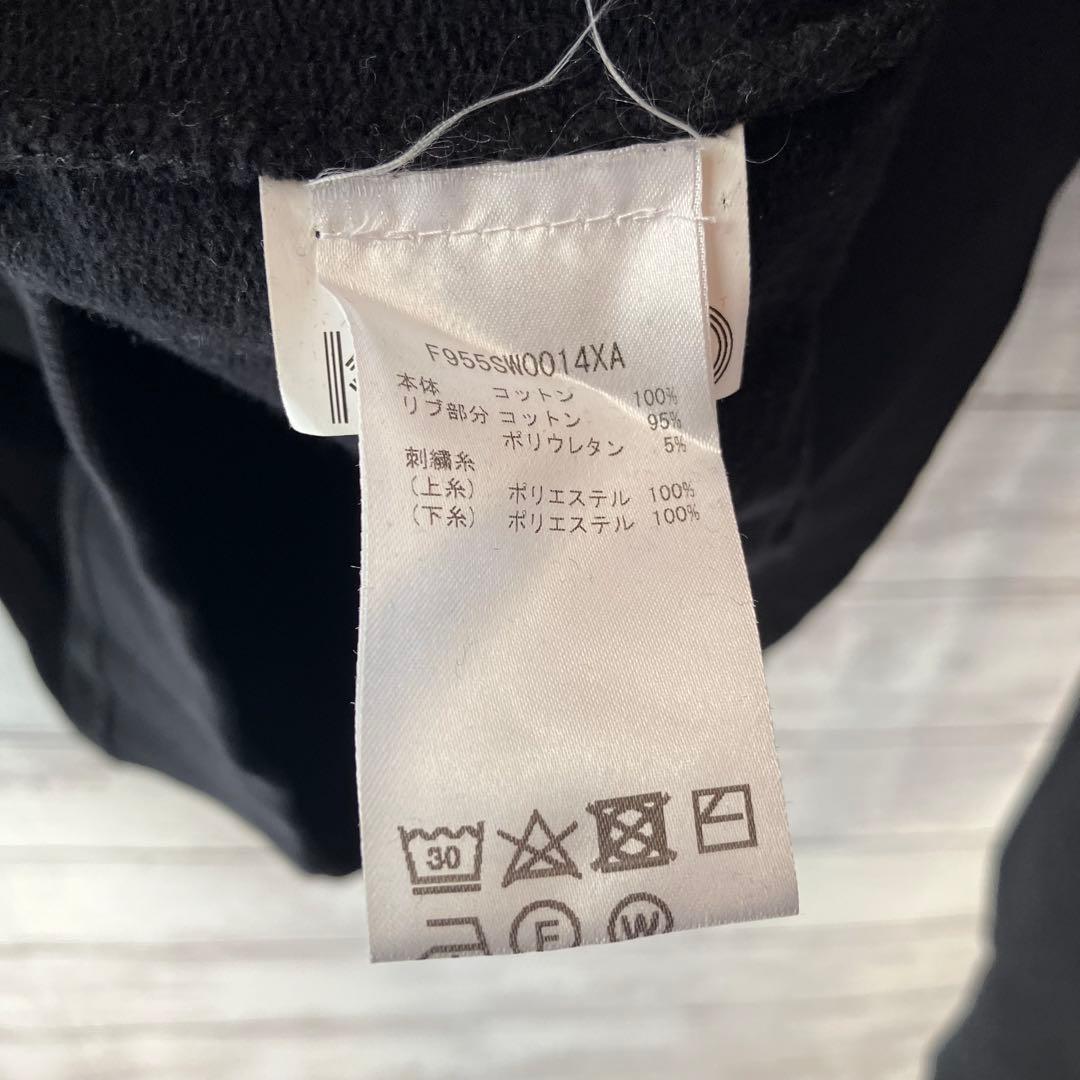 F955SW0014XA
本体 コットン 100%
リブ部分 コットン 95%
ポリウレタン 5%
刺繍糸
(上糸) ポリエステル 100%
(下糸) ポリエステル 100%
30
F W